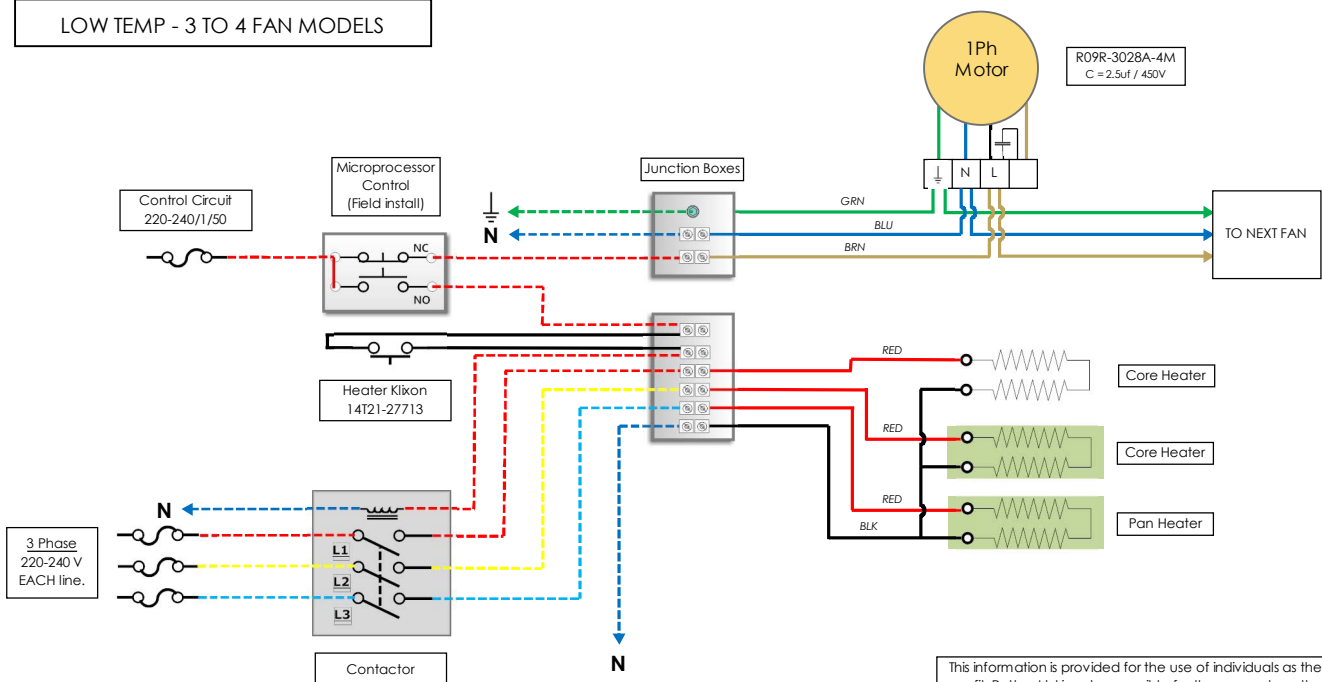 LOW TEMP - 3 TO 4 FAN MODELS
1Ph
Motor
R09R-3028A-4M
C = 2.5uf / 450V
Microprocessor
Control
(Field install)
Junction Boxes
Control Circuit
220-240/1/50
N
L
GRN
N
BLU
BRN
TO NEXT FAN
NC
NO
Heater Klixon
14T21-27713
RED
Core Heater
RED
Core Heater
RED
Pan Heater
BLK
N
3 Phase
220-240 V
EACH line.
L1
L2
L3
Contactor
N
This information is provided for the use of individuals as the